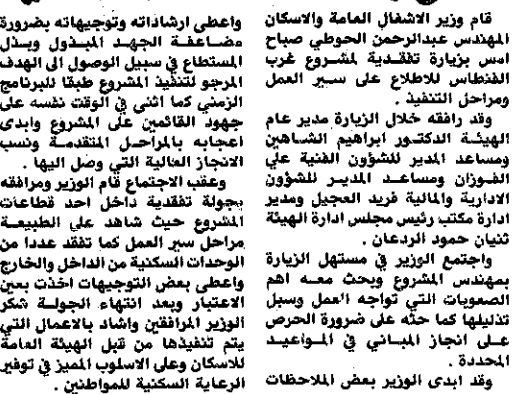 قام وزير الاشغال العامة والاسكان
المهندس عبدالرحمن الحوطي صباح
امس بزيارة تفقدية لمشروع غرب
الفنطاس للاطلاع على سير العمل
ومراحل التنفيذ .
وقد رافقه خلال الزيارة مدير عام
الهيئة الدكتور ابراهيم الشاهين
ومساعد المدير للشؤون الفنية علي
الفوزان ومساعد المدير للشؤون
الادارية والمالية فريد العجيل ومدير
ادارة مكتب رئيس مجلس ادارة الهيئة
ثنيان حمود الردعان .
واجتمع الوزير في مستهل الزيارة
بمهندس المشروع وبحث معه اهم
الصعوبات التي تواجه العمل وسبل
تذليلها كما حثه على ضرورة الحرص
على انجاز المباني في المواعيد
المحددة .
وقد ابدى الوزير بعض الملاحظات
واعطى ارشاداته وتوجيهاته بضرورة
مضاعفة الجهد المبذول وبذل
المستطاع في سبيل الوصول الى الهدف
المرجو لتنفيذ المشروع طبقا للبرنامج
الزمني كما اثنى في الوقت نفسه على
جهود القائمين على المشروع وابدى
اعجابه بالمراحل المتقدمة ونسب
الانجاز العالية التي وصل اليها .
وعقب الاجتماع قام الوزير ومرافقه
بجولة تفقدية داخل احد قطاعات
المشروع حيث شاهد على الطبيعة
مراحل سير العمل كما تفقد عددا من
الوحدات السكنية من الداخل والخارج
واعطى بعض التوجيهات اخذت بعين
الاعتبار وبعد انتهاء الجولة شكر
الوزير المرافقين واشاد بالاعمال التي
يتم تنفيذها من قبل الهيئة العامة
للاسكان وعلى الاسلوب المميز في توفير
الرعاية السكنية للمواطنين .